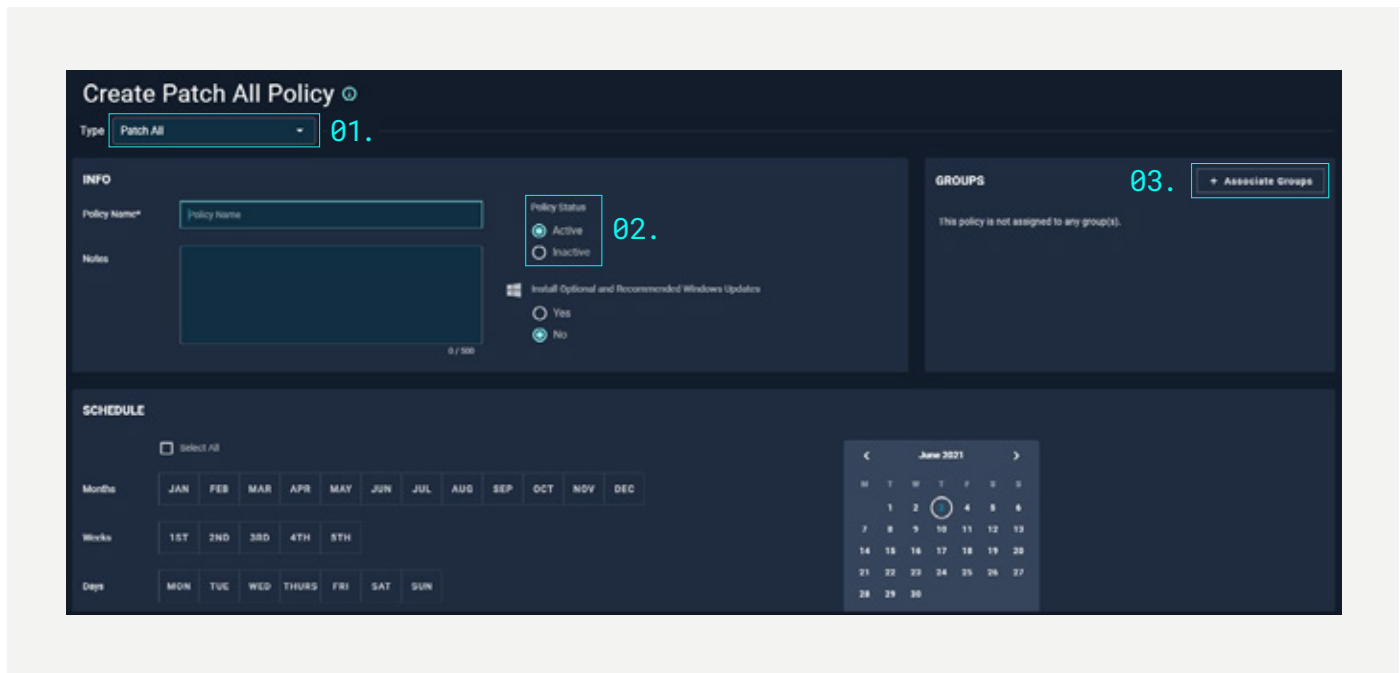 Create Patch All Policy
Type Patch All 01.
INFO
Policy Name* Policy Name
Notes
0 / 500
Policy Status
Active
Inactive
02.
Install Optional and Recommended Windows Updates
Yes
No
GROUPS 03. + Associate Groups
This policy is not assigned to any group(s).
SCHEDULE
Select All
Months JAN FEB MAR APR MAY JUN JUL AUG SEP OCT NOV DEC
Weeks 1ST 2ND 3RD 4TH 5TH
Days MON TUE WED THURS FRI SAT SUN
June 2021
M T W T F S S
1 2 3 4 5 6
7 8 9 10 11 12 13
14 15 16 17 18 19 20
21 22 23 24 25 26 27
28 29 30